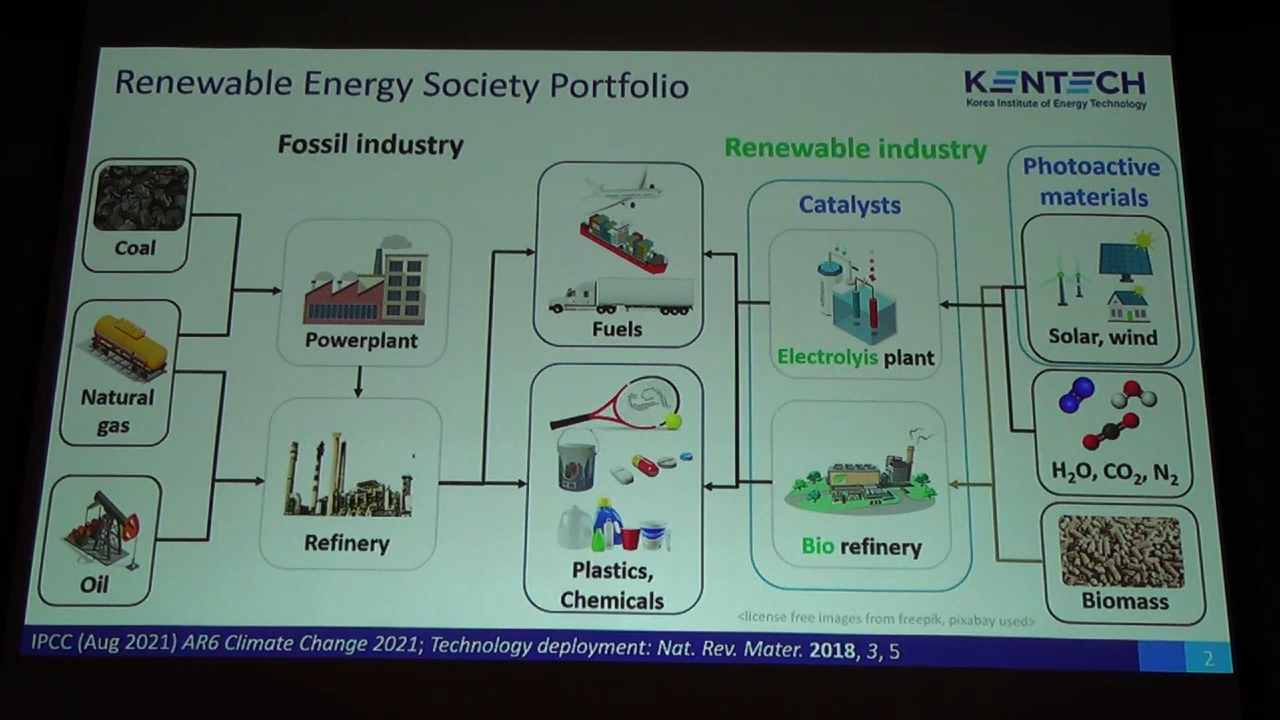 Renewable Energy Society Portfolio
KENTECH
Korea Institute of Energy Technology
Fossil industry
Renewable industry
Coal
Natural
gas
Oil
Powerplant
Refinery
Fuels
Plastics,
Chemicals
Catalysts
Electrolyis plant
Bio refinery
Photoactive
materials
Solar, wind
H₂O, CO₂, N₂
Biomass
<license free images from freepik, pixabay used>
IPCC (Aug 2021) AR6 Climate Change 2021; Technology deployment: Nat. Rev. Mater. 2018, 3, 5
2